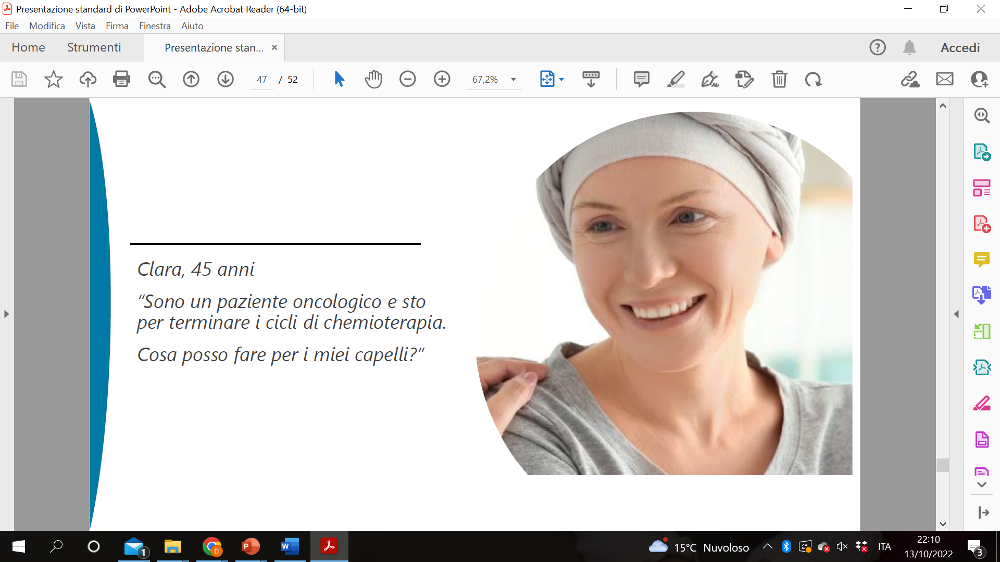 Presentazione standard di PowerPoint - Adobe Acrobat Reader (64-bit)
File Modifica Vista Firma Finestra Aiuto
Home Strumenti Presentazione stan... × Accedi
47 / 52 67,2%
Clara, 45 anni
“Sono un paziente oncologico e sto
per terminare i cicli di chemioterapia.
Cosa posso fare per i miei capelli?”
1 D P W 15°C Nuvoloso ITA 22:10 3
13/10/2022